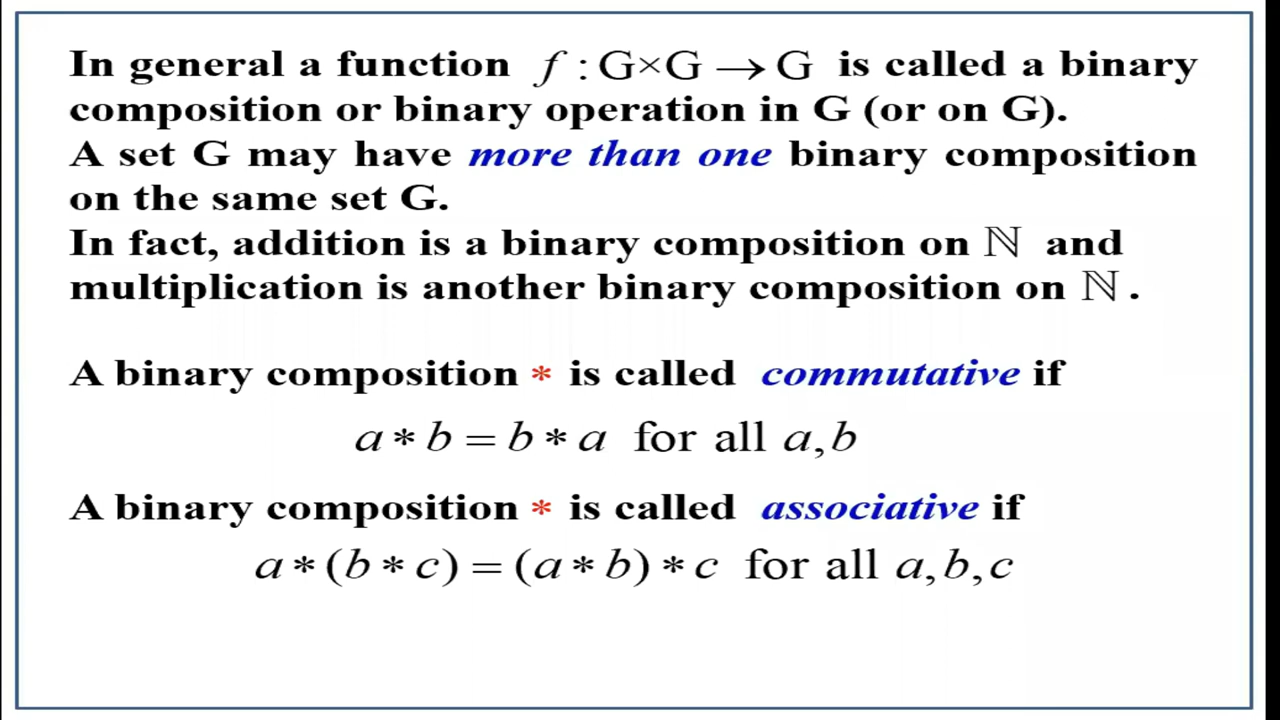 In general a function f : G×G → G is called a binary
composition or binary operation in G (or on G).
A set G may have more than one binary composition
on the same set G.
In fact, addition is a binary composition on ℕ and
multiplication is another binary composition on ℕ .
A binary composition * is called commutative if
a * b = b * a for all a, b
A binary composition * is called associative if
a * (b * c) = (a * b) * c for all a, b, c